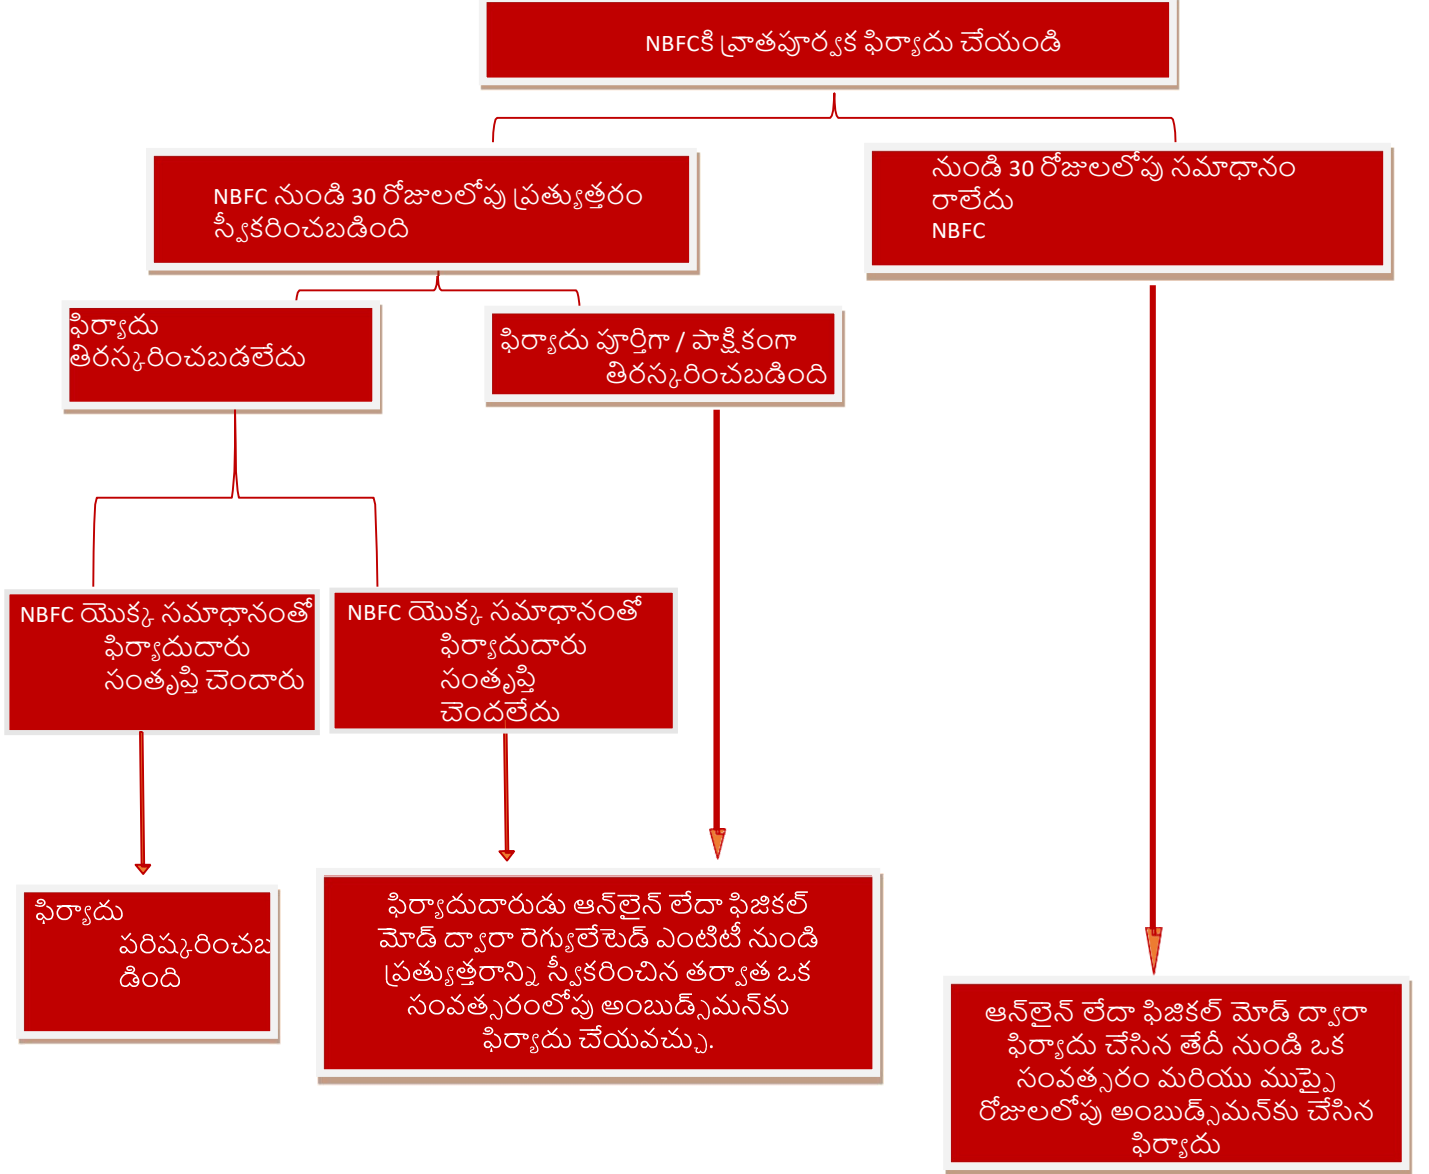 NBFCకి వ్రాతపూర్వక ఫిర్యాదు చేయండి
NBFC నుండి 30 రోజులలోపు ప్రత్యుత్తరం
స్వీకరించబడింది
నుండి 30 రోజులలోపు సమాధానం
రాలేదు
NBFC
ఫిర్యాదు
తిరస్కరించబడలేదు
ఫిర్యాదు పూర్తిగా / పాక్షికంగా
తిరస్కరించబడింది
NBFC యొక్క సమాధానంతో
ఫిర్యాదుదారు
సంతృప్తి చెందారు
NBFC యొక్క సమాధానంతో
ఫిర్యాదుదారు
సంతృప్తి
చెందలేదు
ఫిర్యాదు
పరిష్కరించబ
డింది
ఫిర్యాదుదారుడు ఆన్‌లైన్ లేదా ఫిజికల్
మోడ్ ద్వారా రెగ్యులేటెడ్ ఎంటిటీ నుండి
ప్రత్యుత్తరాన్ని స్వీకరించిన తర్వాత ఒక
సంవత్సరంలోపు అంబుడ్స్‌మన్‌కు
ఫిర్యాదు చేయవచ్చు.
ఆన్‌లైన్ లేదా ఫిజికల్ మోడ్ ద్వారా
ఫిర్యాదు చేసిన తేదీ నుండి ఒక
సంవత్సరం మరియు ముప్పై
రోజులలోపు అంబుడ్స్‌మన్‌కు చేసిన
ఫిర్యాదు